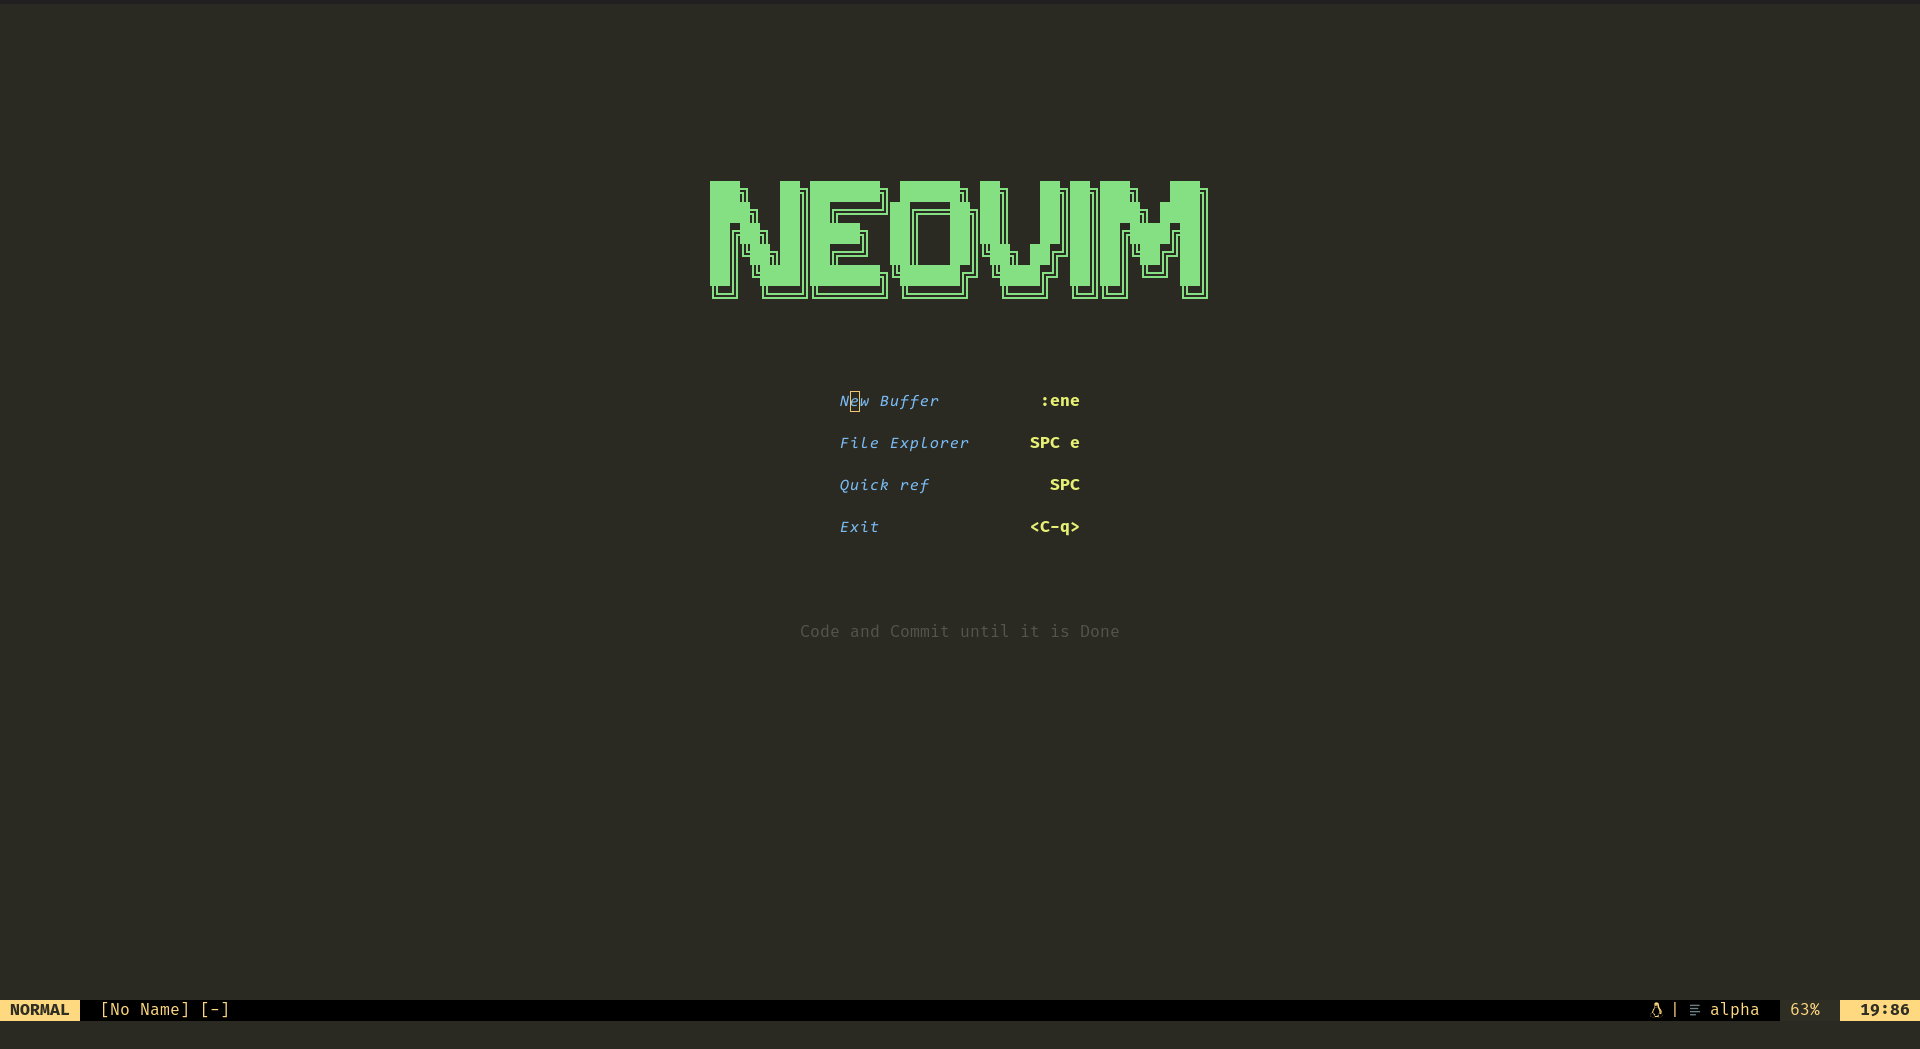 NEOVIM
New Buffer :ene
File Explorer SPC e
Quick ref SPC
Exit <C-q>
Code and Commit until it is Done
NORMAL [No Name] [-] | alpha 63% 19:86